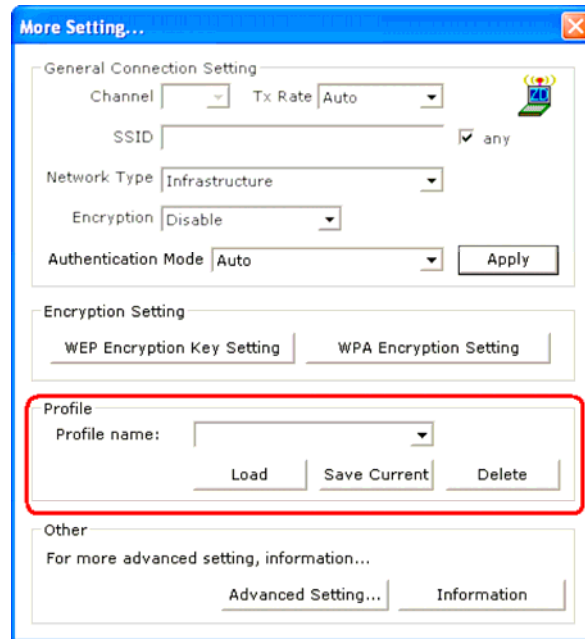 More Setting...
General Connection Setting
Channel Tx Rate Auto
SSID any
Network Type Infrastructure
Encryption Disable
Authentication Mode Auto Apply
Encryption Setting
WEP Encryption Key Setting WPA Encryption Setting
Profile
Profile name:
Load Save Current Delete
Other
For more advanced setting, information...
Advanced Setting... Information
ZD